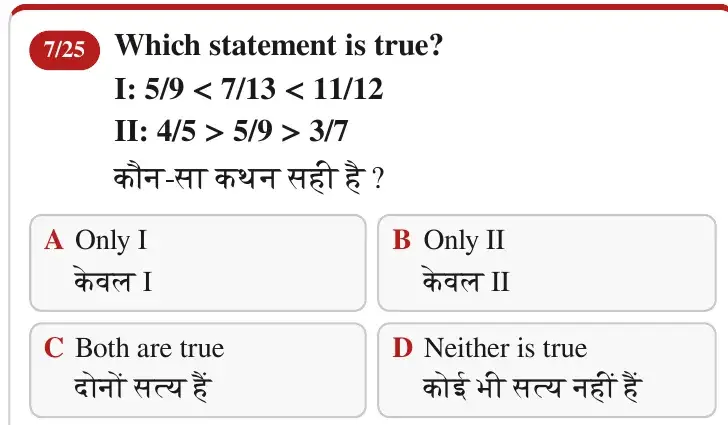 7/25 Which statement is true?
I: 5/9 < 7/13 < 11/12
II: 4/5 > 5/9 > 3/7
कौन-सा कथन सही है ?
A Only I
केवल I
B Only II
केवल II
C Both are true
दोनों सत्य हैं
D Neither is true
कोई भी सत्य नहीं हैं